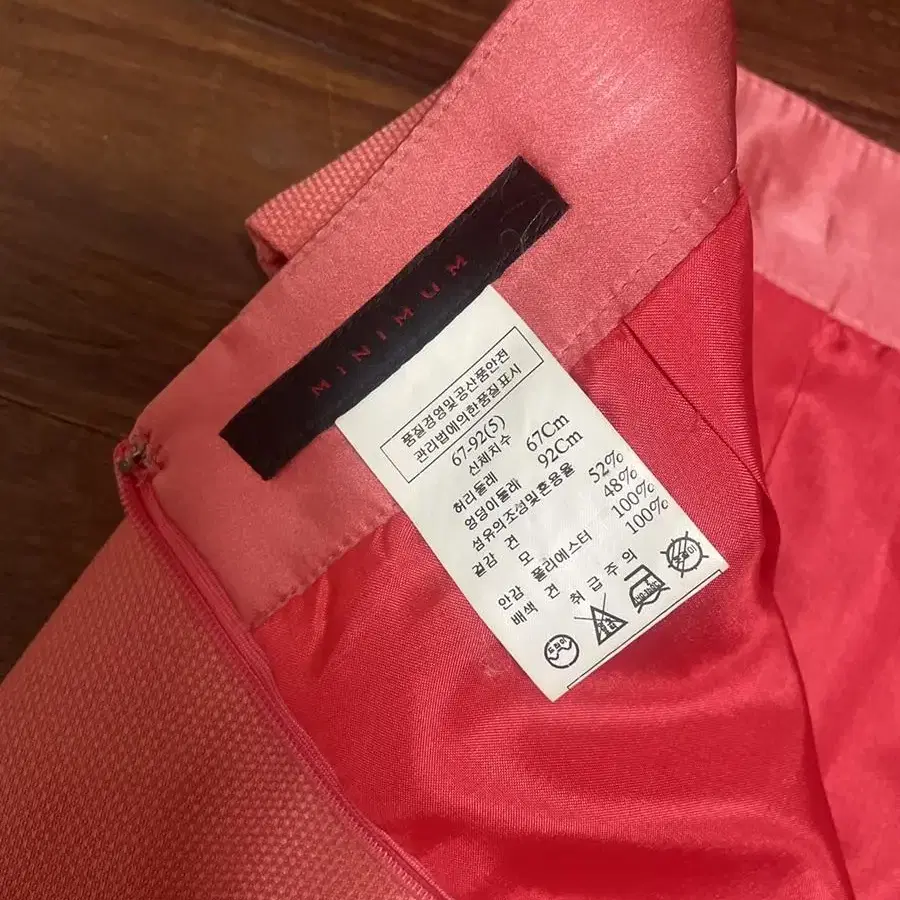 MINIMUM
품질경영및공산품안전
관리법에의한품질표시
67-92(5)
신체치수
허리둘레 67Cm
엉덩이둘레 92Cm
섬유의조성및혼용율
겉감 견 52%
모 48%
안감 폴리에스터 100%
배색 견 100%
취급주의
드라이